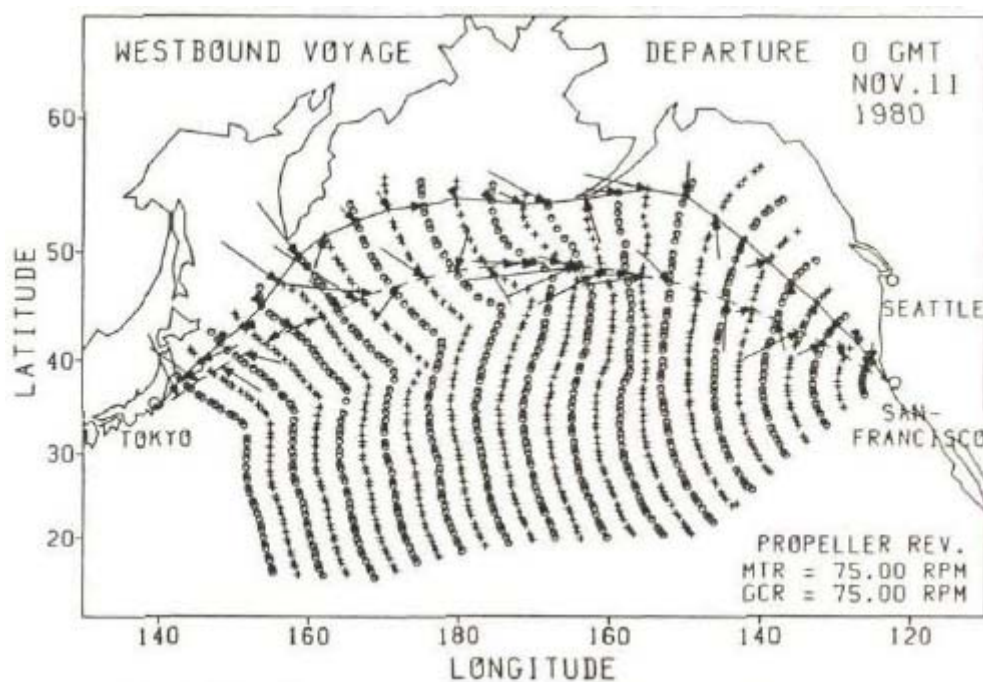 WESTBOUND VOYAGE
DEPARTURE 0 GMT
NOV.11
1980
60
50
40
30
20
LATITUDE
SEATTLE
SAN-
FRANCISCO
TOKYO
PROPELLER REV.
MTR = 75.00 RPM
GCR = 75.00 RPM
140 160 180 160 140 120
LONGITUDE